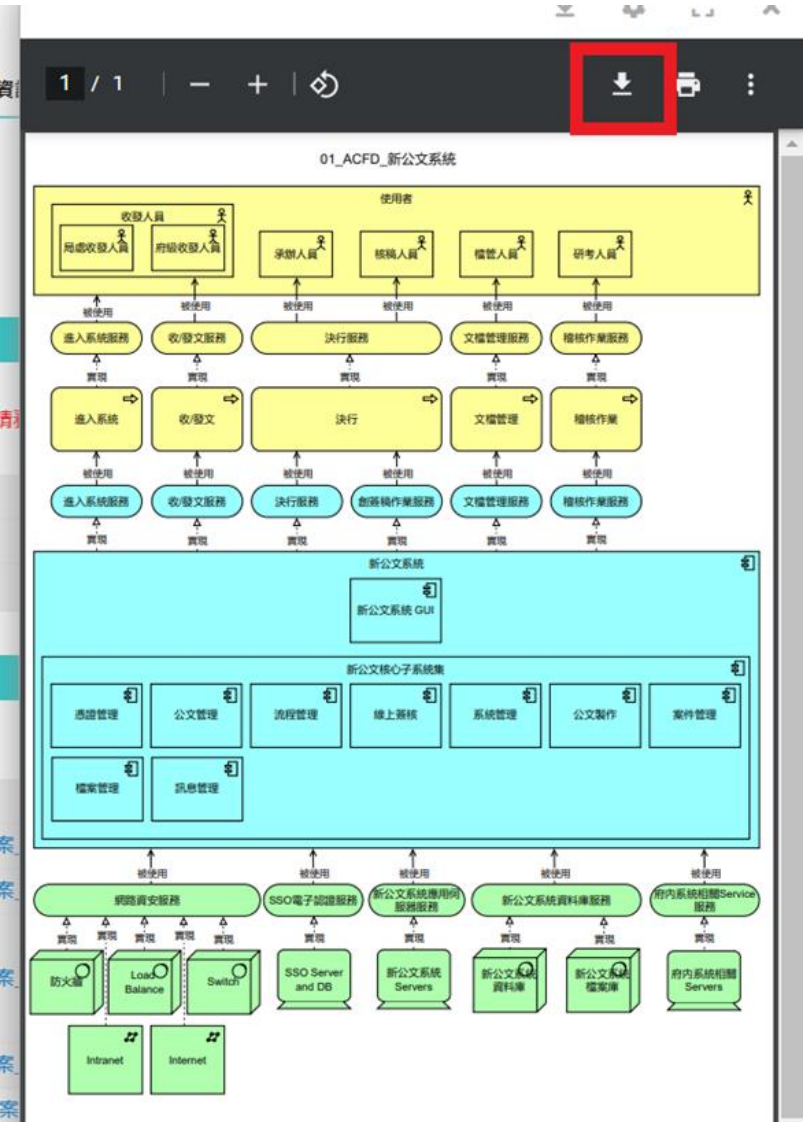 資
1 / 1
01_ACFD_新公文系統
使用者
收發人員
局處收發人員 府級收發人員 承辦人員 核稿人員 檔管人員 研考人員
被使用 被使用 被使用 被使用 被使用 被使用
進入系統服務 收/發文服務 決行服務 文檔管理服務 稽核作業服務
實現 實現 實現 實現 實現
進入系統 收/發文 決行 文檔管理 稽核作業
被使用 被使用 被使用 被使用 被使用 被使用
進入系統服務 收/發文服務 決行服務 創簽稿作業服務 文檔管理服務 稽核作業服務
實現 實現 實現 實現 實現 實現
新公文系統
新公文系統 GUI
新公文核心子系統集
憑證管理 公文管理 流程管理 線上簽核 系統管理 公文製作 案件管理
檔案管理 訊息管理
被使用 被使用 被使用 被使用 被使用
網路資安服務 SSO電子認證服務 新公文系統應用伺服器服務 新公文系統資料庫服務 府內系統相關Service服務
實現 實現 實現 實現 實現 實現 實現 實現 實現 實現
防火牆 Load Balance Switch SSO Server and DB 新公文系統 Servers 新公文系統資料庫 新公文系統檔案庫 府內系統相關 Servers
Intranet Internet
案_
案_
案_
案_
案